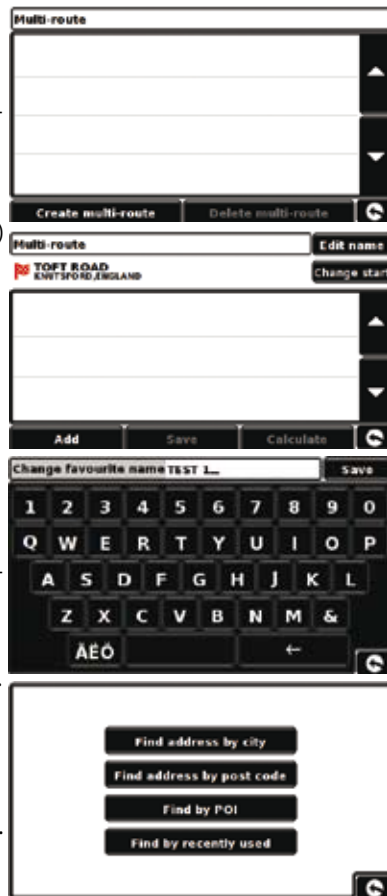 Multi-route
Create multi-route Delete multi-route
Multi-route Edit name
TOFT ROAD
KNUTSFORD,ENGLAND
Change start
Add Save Calculate
Change favourite name TEST 1_ Save
1 2 3 4 5 6 7 8 9 0
Q W E R T Y U I O P
A S D F G H J K L
Z X C V B N M &
ÄËÖ ←
Find address by city
Find address by post code
Find by POI
Find by recently used